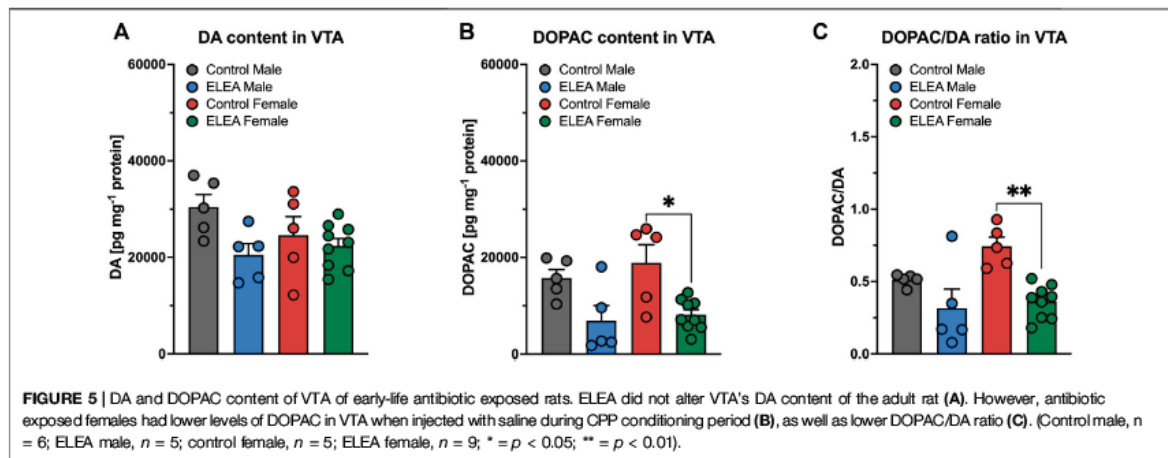 A
DA content in VTA
60000
40000
20000
0
DA [pg mg-1 protein]
Control Male
ELEA Male
Control Female
ELEA Female
B
DOPAC content in VTA
60000
40000
20000
0
DOPAC [pg mg-1 protein]
Control Male
ELEA Male
Control Female
ELEA Female
*
C
DOPAC/DA ratio in VTA
2.0
1.5
1.0
0.5
0.0
DOPAC/DA
Control Male
ELEA Male
Control Female
ELEA Female
**
FIGURE 5 | DA and DOPAC content of VTA of early-life antibiotic exposed rats. ELEA did not alter VTA's DA content of the adult rat (A). However, antibiotic
exposed females had lower levels of DOPAC in VTA when injected with saline during CPP conditioning period (B), as well as lower DOPAC/DA ratio (C). (Control male, n
= 6; ELEA male, n = 5; control female, n = 5; ELEA female, n = 9; * = p < 0.05; ** = p < 0.01).